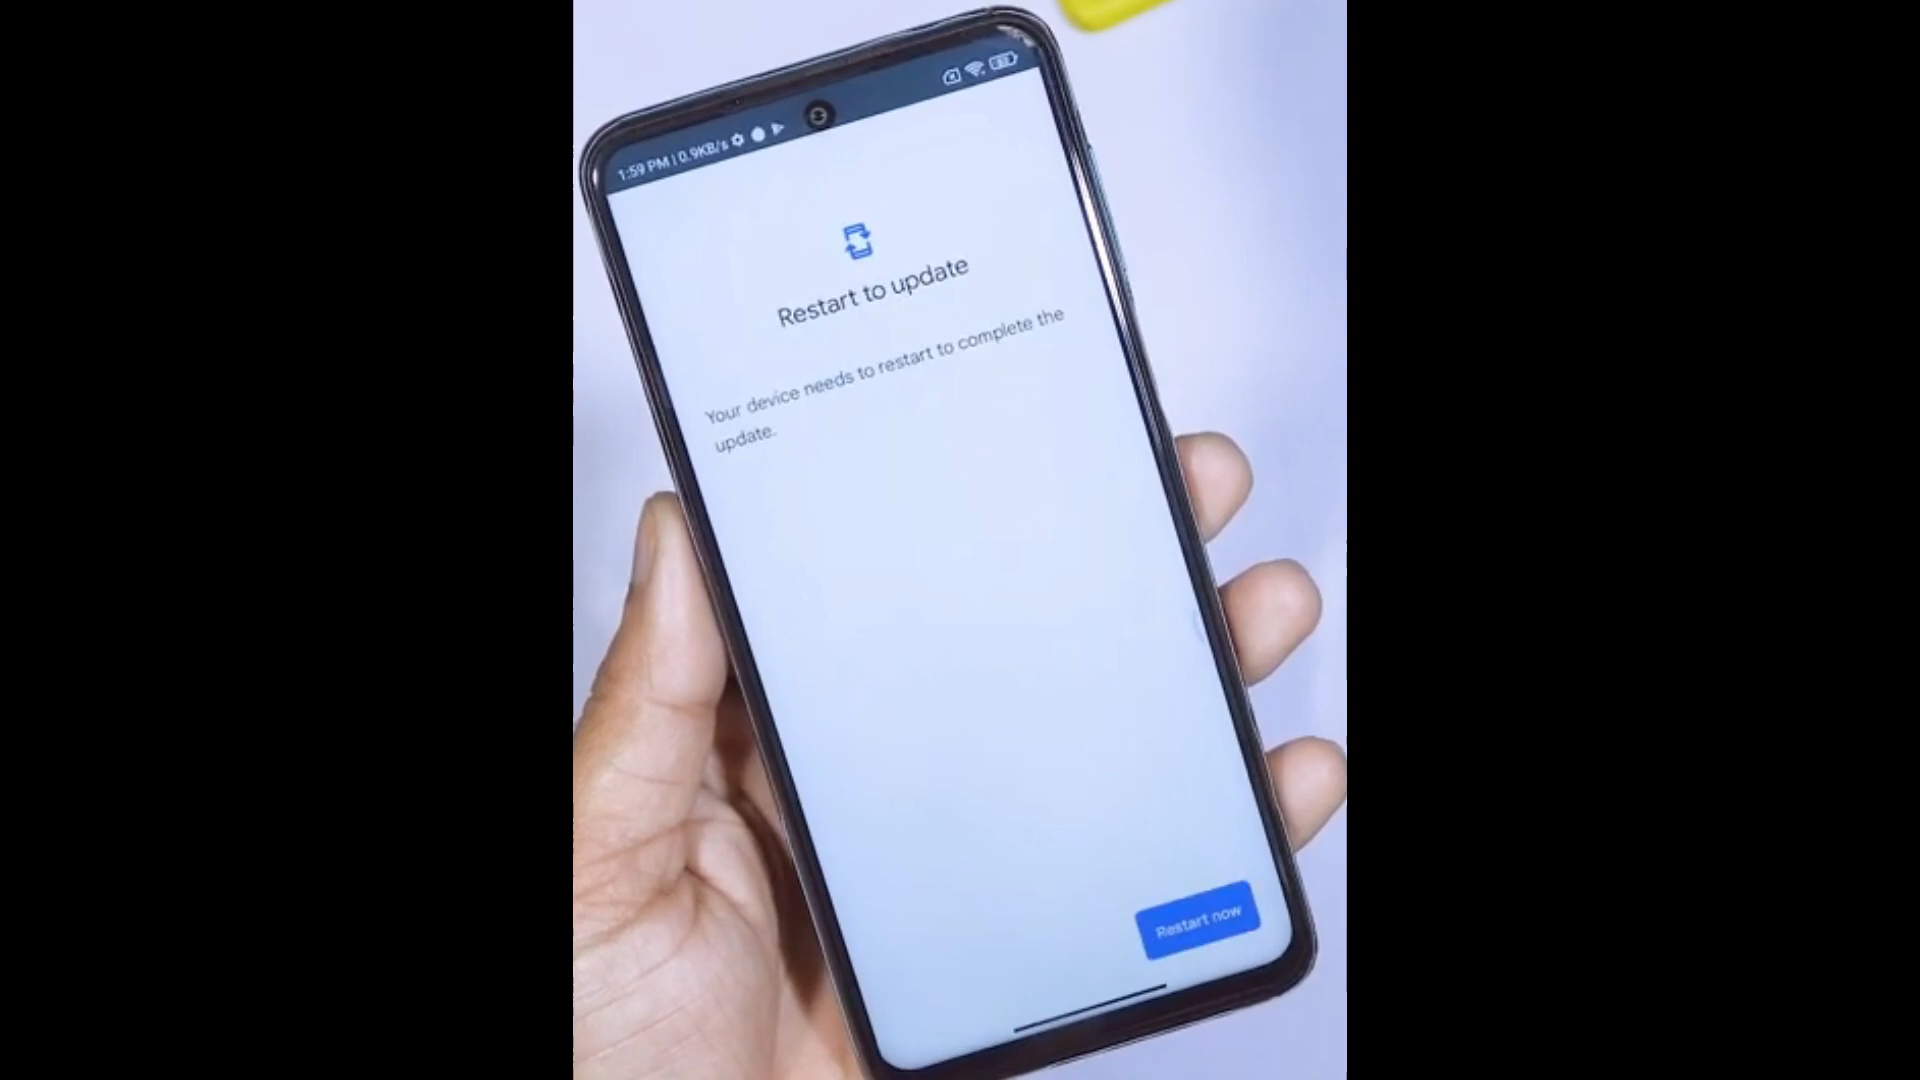 1:59 PM | 0.9KB/s
Restart to update
Your device needs to restart to complete the
update.
Restart now